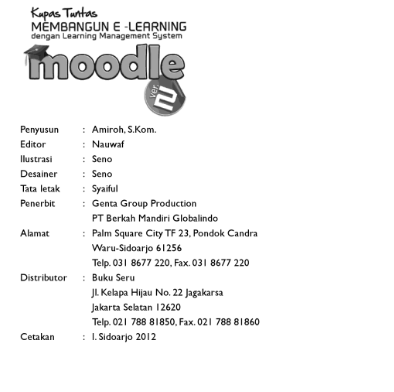 Kupas Tuntas
MEMBANGUN E -LEARNING
dengan Learning Management System
moodle
ver. 2
Penyusun : Amiroh, S.Kom.
Editor : Nauwaf
Ilustrasi : Seno
Desainer : Seno
Tata letak : Syaiful
Penerbit : Genta Group Production
PT Berkah Mandiri Globalindo
Alamat : Palm Square City TF 23, Pondok Candra
Waru-Sidoarjo 61256
Telp. 031 8677 220, Fax. 031 8677 220
Distributor : Buku Seru
Jl. Kelapa Hijau No. 22 Jagakarsa
Jakarta Selatan 12620
Telp. 021 788 81850, Fax. 021 788 81860
Cetakan : I. Sidoarjo 2012